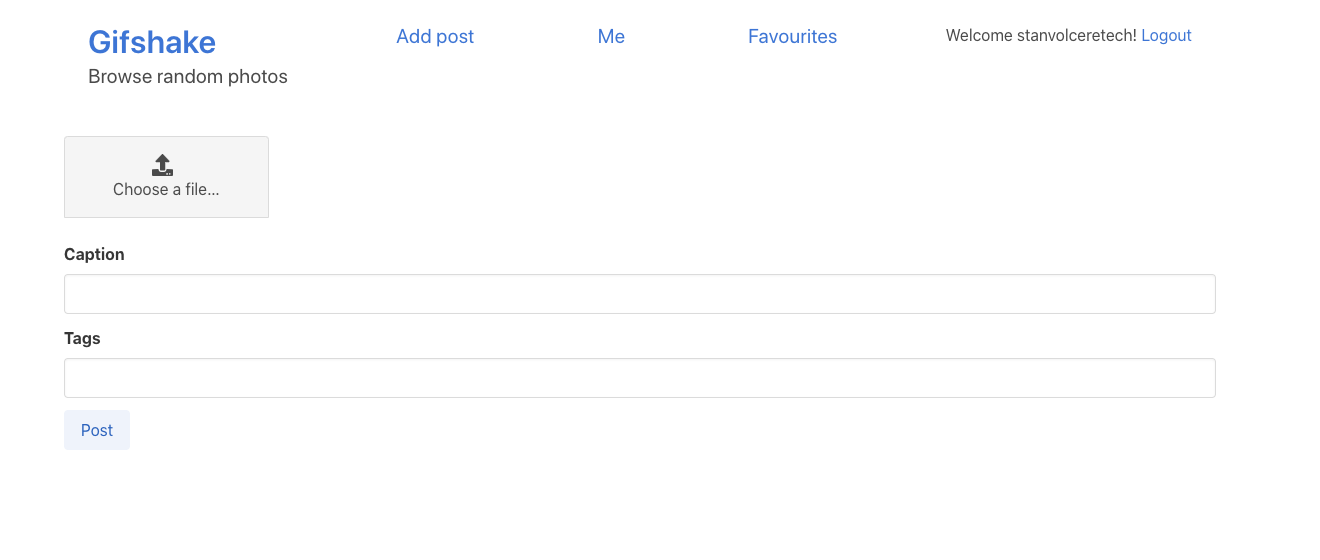 Gifshake
Browse random photos
Add post
Me
Favourites
Welcome stanvolceretech! Logout
Choose a file...
Caption
Tags
Post